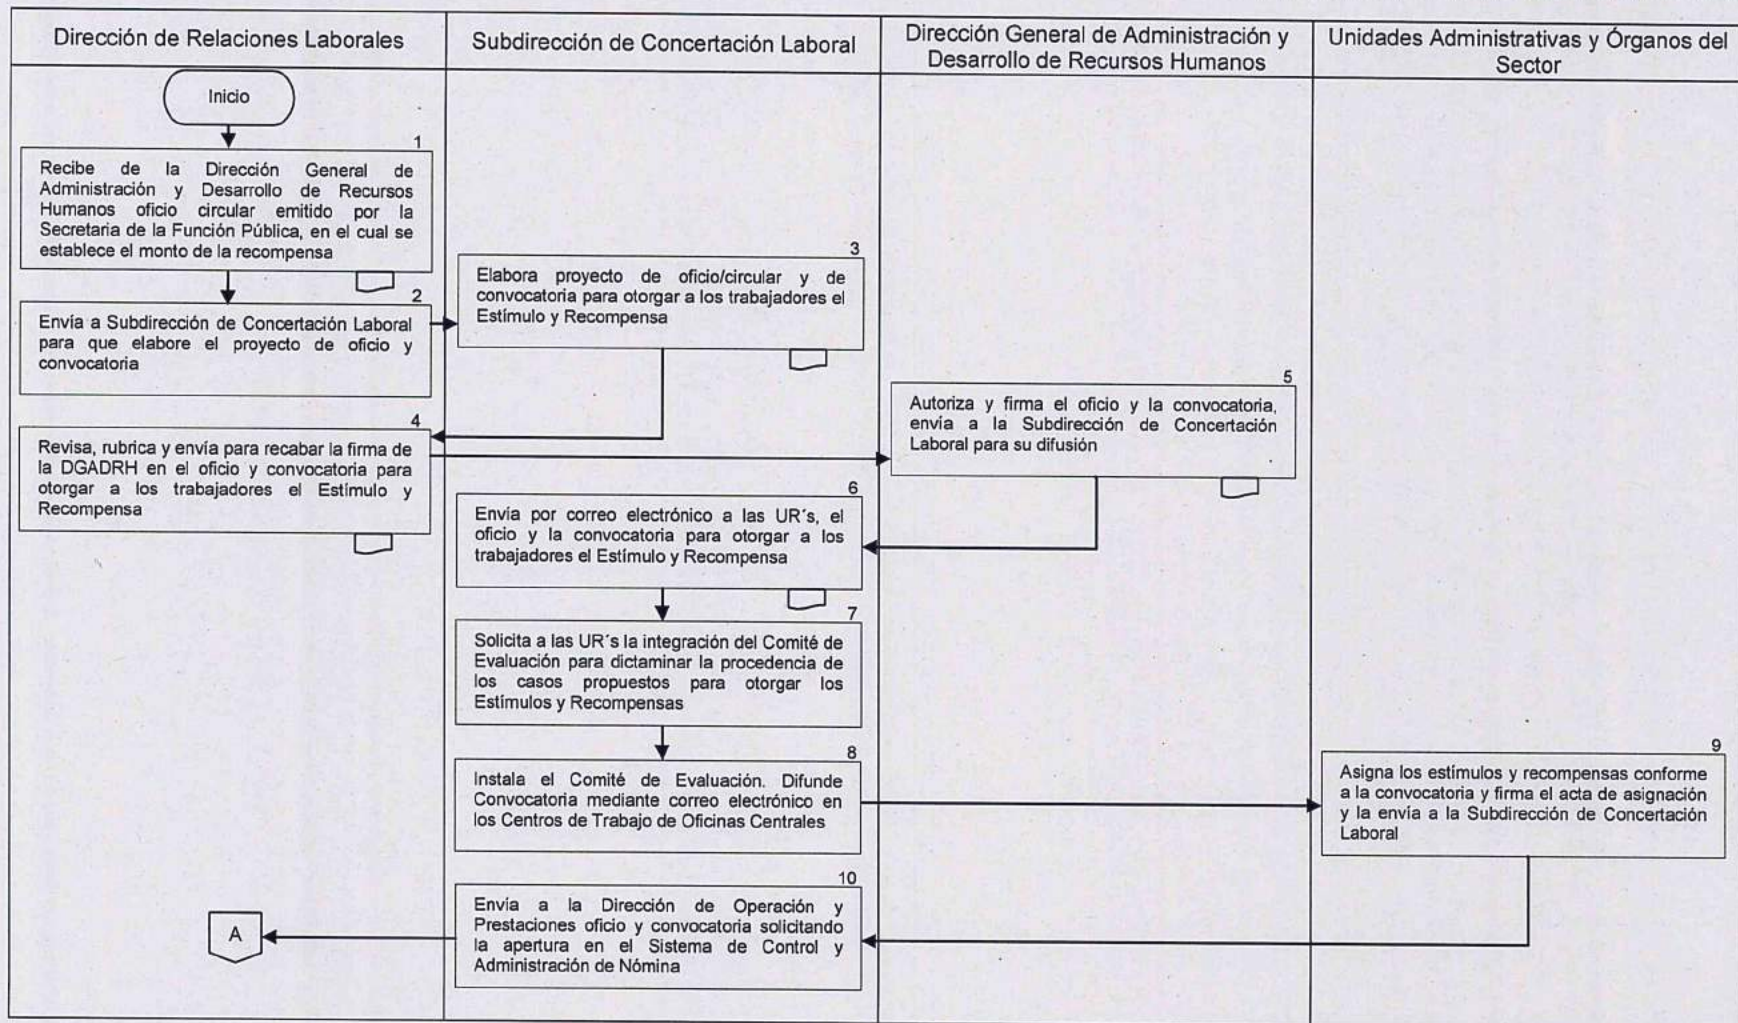 Dirección de Relaciones Laborales
Subdirección de Concertación Laboral
Dirección General de Administración y
Desarrollo de Recursos Humanos
Unidades Administrativas y Órganos del
Sector
Inicio
1
Recibe de la Dirección General de
Administración y Desarrollo de Recursos
Humanos oficio circular emitido por la
Secretaria de la Función Pública, en el cual se
establece el monto de la recompensa
2
Envía a Subdirección de Concertación Laboral
para que elabore el proyecto de oficio y
convocatoria
3
Elabora proyecto de oficio/circular y de
convocatoria para otorgar a los trabajadores el
Estímulo y Recompensa
4
Revisa, rubrica y envía para recabar la firma de
la DGADRH en el oficio y convocatoria para
otorgar a los trabajadores el Estímulo y
Recompensa
5
Autoriza y firma el oficio y la convocatoria,
envía a la Subdirección de Concertación
Laboral para su difusión
6
Envía por correo electrónico a las UR´s, el
oficio y la convocatoria para otorgar a los
trabajadores el Estímulo y Recompensa
7
Solicita a las UR´s la integración del Comité de
Evaluación para dictaminar la procedencia de
los casos propuestos para otorgar los
Estímulos y Recompensas
8
Instala el Comité de Evaluación. Difunde
Convocatoria mediante correo electrónico en
los Centros de Trabajo de Oficinas Centrales
9
Asigna los estímulos y recompensas conforme
a la convocatoria y firma el acta de asignación
y la envía a la Subdirección de Concertación
Laboral
10
Envía a la Dirección de Operación y
Prestaciones oficio y convocatoria solicitando
la apertura en el Sistema de Control y
Administración de Nómina
A